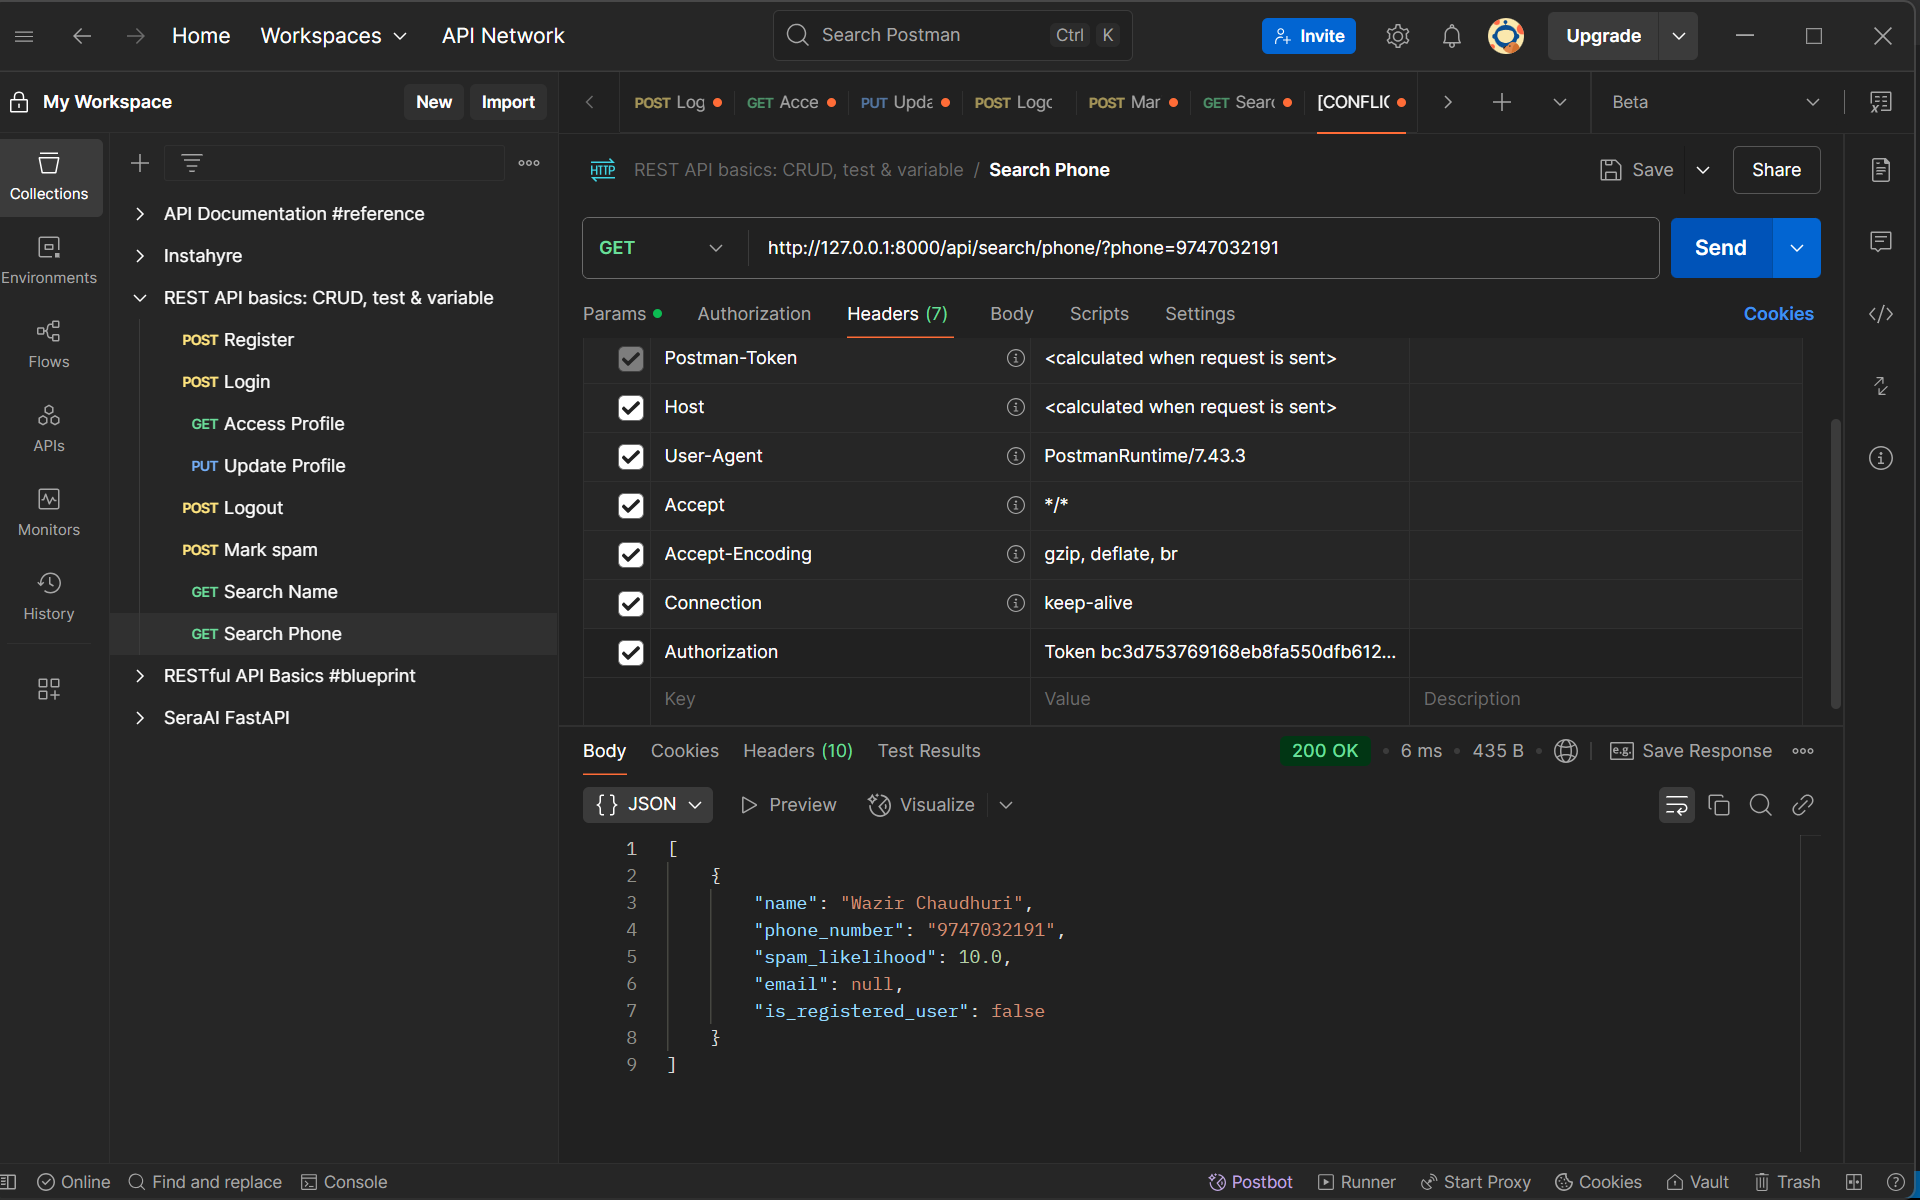 Home Workspaces API Network Search Postman Ctrl K Invite Upgrade
My Workspace New Import POST Log GET Acce PUT Upda POST Logo POST Mar GET Sear [CONFLIC Beta
Collections
Environments
Flows
APIs
Monitors
History
API Documentation #reference
Instahyre
REST API basics: CRUD, test & variable
POST Register
POST Login
GET Access Profile
PUT Update Profile
POST Logout
POST Mark spam
GET Search Name
GET Search Phone
RESTful API Basics #blueprint
SeraAI FastAPI
HTTP REST API basics: CRUD, test & variable / Search Phone Save Share
GET http://127.0.0.1:8000/api/search/phone/?phone=9747032191 Send
Params Authorization Headers (7) Body Scripts Settings Cookies
Postman-Token <calculated when request is sent>
Host <calculated when request is sent>
User-Agent PostmanRuntime/7.43.3
Accept */*
Accept-Encoding gzip, deflate, br
Connection keep-alive
Authorization Token bc3d753769168eb8fa550dfb612...
Key Value Description
Body Cookies Headers (10) Test Results 200 OK • 6 ms • 435 B • e.g. Save Response
{} JSON Preview Visualize
1 [
2 {
3 "name": "Wazir Chaudhuri",
4 "phone_number": "9747032191",
5 "spam_likelihood": 10.0,
6 "email": null,
7 "is_registered_user": false
8 }
9 ]
Online Find and replace Console Postbot Runner Start Proxy Cookies Vault Trash